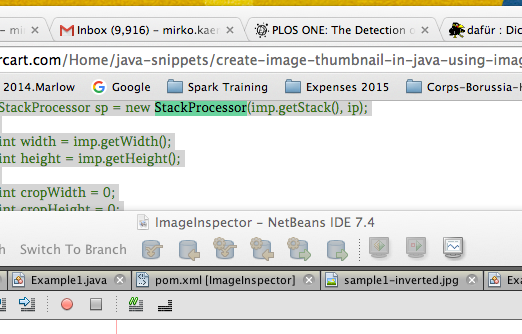 Inbox (9,916) – mirko.kaer
PLOS ONE: The Detection o
dafür : Dic
rcart.com/Home/java-snippets/create-image-thumbnail-in-java-using-imag
2014.Marlow Google Spark Training Expenses 2015 Corps-Borussia-H
StackProcessor sp = new StackProcessor(imp.getStack(), ip);
int width = imp.getWidth();
int height = imp.getHeight();
int cropWidth = 0;
int cropHeight = 0;
ImageInspector – NetBeans IDE 7.4
Switch To Branch
Example1.java pom.xml [ImageInspector] sample1-inverted.jpg Exa